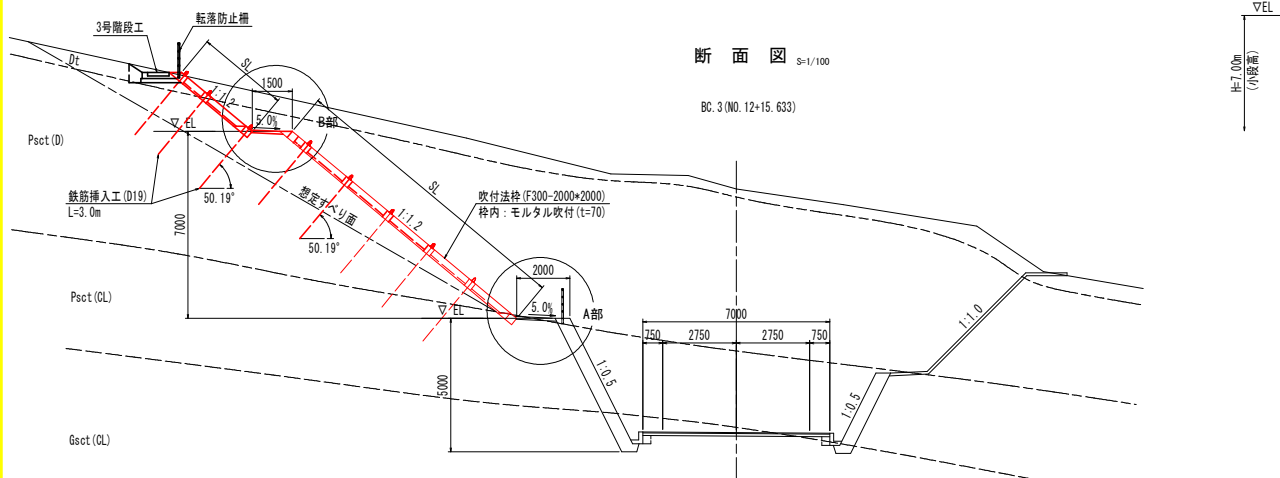 断面図 S=1/100
BC.3(NO.12+15.633)
▽EL
H=7.00m
(小段高)
転落防止柵
3号階段工
Dt
SL
1500
1:1.2
5.0%
B部
▽ EL
Psct(D)
鉄筋挿入工(D19)
L=3.0m
50.19°
7000
想定すべり面
50.19°
SL
1:1.2
吹付法枠(F300-2000*2000)
枠内:モルタル吹付(t=70)
2000
5.0%
A部
▽ EL
Psct(CL)
5000
1:0.5
7000
750
2750
2750
750
1:0.5
1:1.0
Gsct(CL)